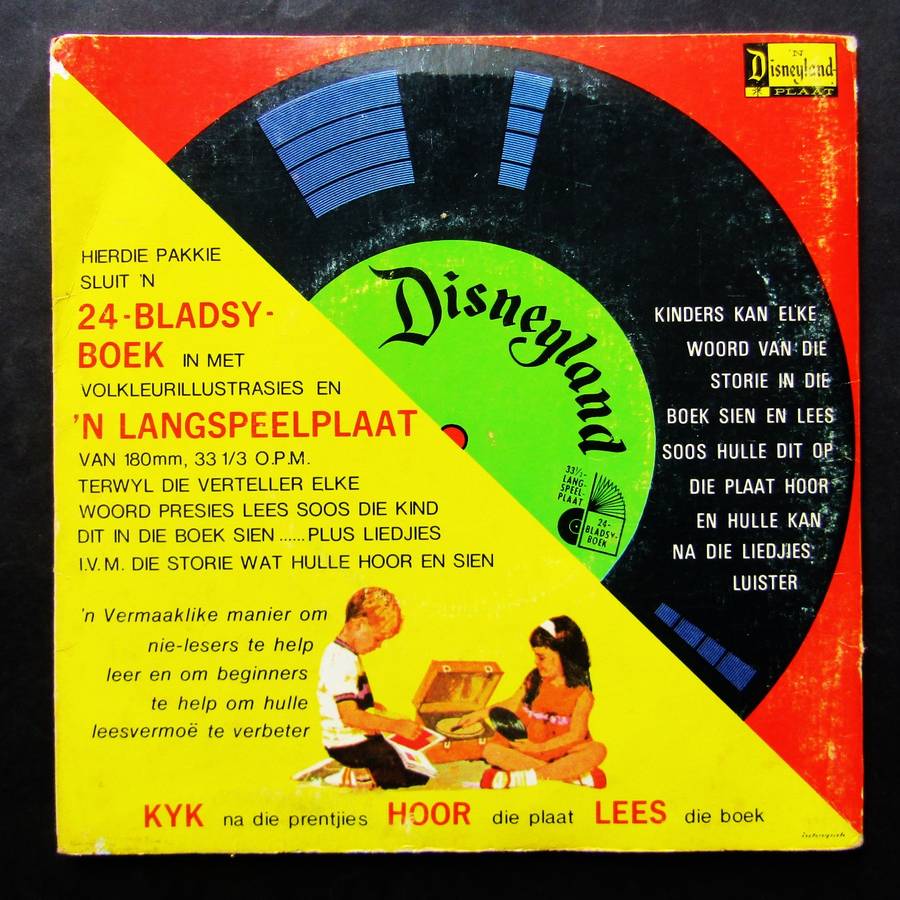 'N
Disneyland
PLAAT
HIERDIE PAKKIE
SLUIT 'N
24-BLADSY-
BOEK IN MET
VOLKLEURILLUSTRASIES EN
'N LANGSPEELPLAAT
VAN 180mm, 33 1/3 O.P.M.
TERWYL DIE VERTELLER ELKE
WOORD PRESIES LEES SOOS DIE KIND
DIT IN DIE BOEK SIEN ......PLUS LIEDJIES
I.V.M. DIE STORIE WAT HULLE HOOR EN SIEN
'n Vermaaklike manier om
nie-lesers te help
leer en om beginners
te help om hulle
leesvermoë te verbeter
Disneyland
33⅓-
LANG-
SPEEL-
PLAAT
24-
BLADSY-
BOEK
KINDERS KAN ELKE
WOORD VAN DIE
STORIE IN DIE
BOEK SIEN EN LEES
SOOS HULLE DIT OP
DIE PLAAT HOOR
EN HULLE KAN
NA DIE LIEDJIES
LUISTER
KYK na die prentjies HOOR die plaat LEES die boek